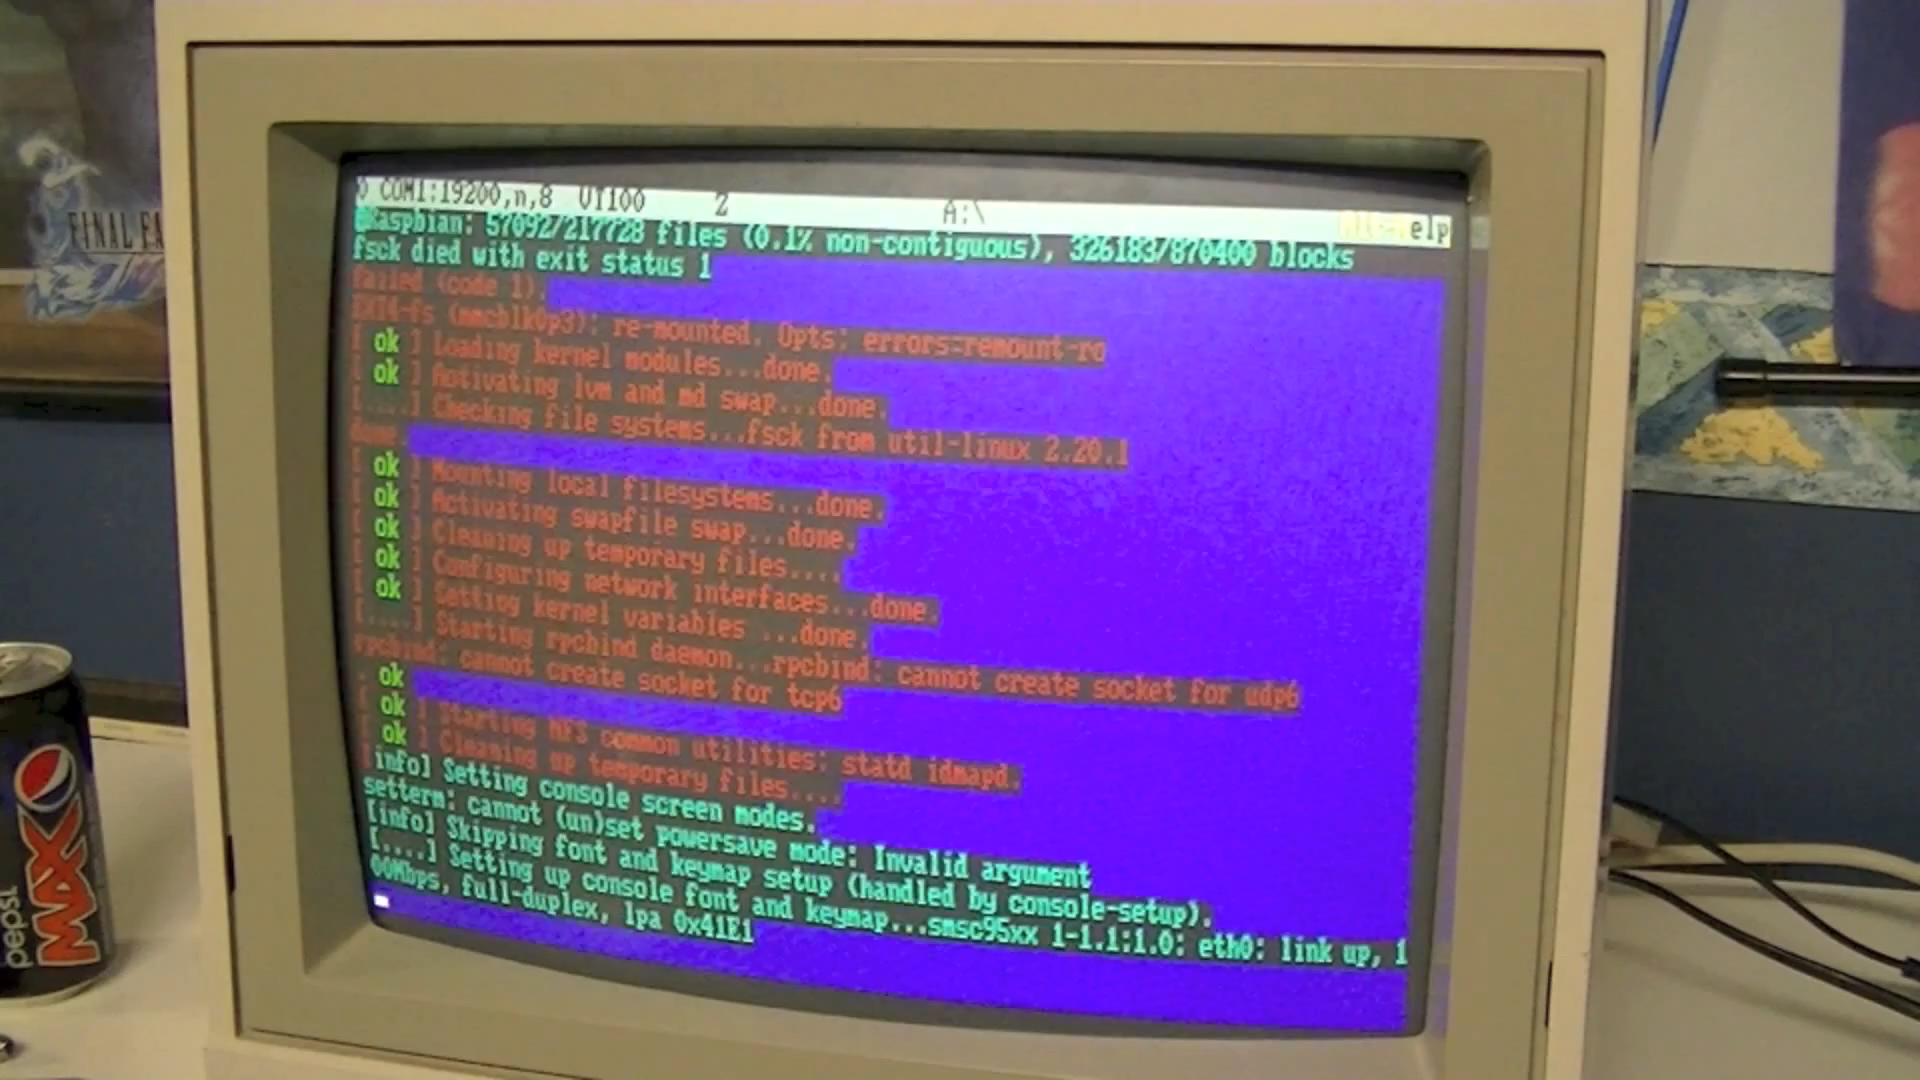 COM1:19200,n,8 VT100 2 A:\ elp
@Raspbian: 57092/217728 files (0.1% non-contiguous), 326183/870400 blocks
fsck died with exit status 1
failed (code 1).
EXT4-fs (mmcblk0p3): re-mounted. Opts: errors=remount-ro
[ ok ] Loading kernel modules...done.
[ ok ] Activating lvm and md swap...done.
[....] Checking file systems...fsck from util-linux 2.20.1
done.
[ ok ] Mounting local filesystems...done.
[ ok ] Activating swapfile swap...done.
[ ok ] Cleaning up temporary files....
[ ok ] Configuring network interfaces...done.
[ ok ] Setting kernel variables ...done.
[....] Starting rpcbind daemon...rpcbind: cannot create socket for udp6
rpcbind: cannot create socket for tcp6
. ok
[ ok ] Starting NFS common utilities: statd idmapd.
[ ok ] Cleaning up temporary files....
[info] Setting console screen modes.
setterm: cannot (un)set powersave mode: Invalid argument
[info] Skipping font and keymap setup (handled by console-setup).
[....] Setting up console font and keymap...smsc95xx 1-1.1:1.0: eth0: link up, 1
00Mbps, full-duplex, lpa 0x41E1
FINAL FA
pepsi
MAX